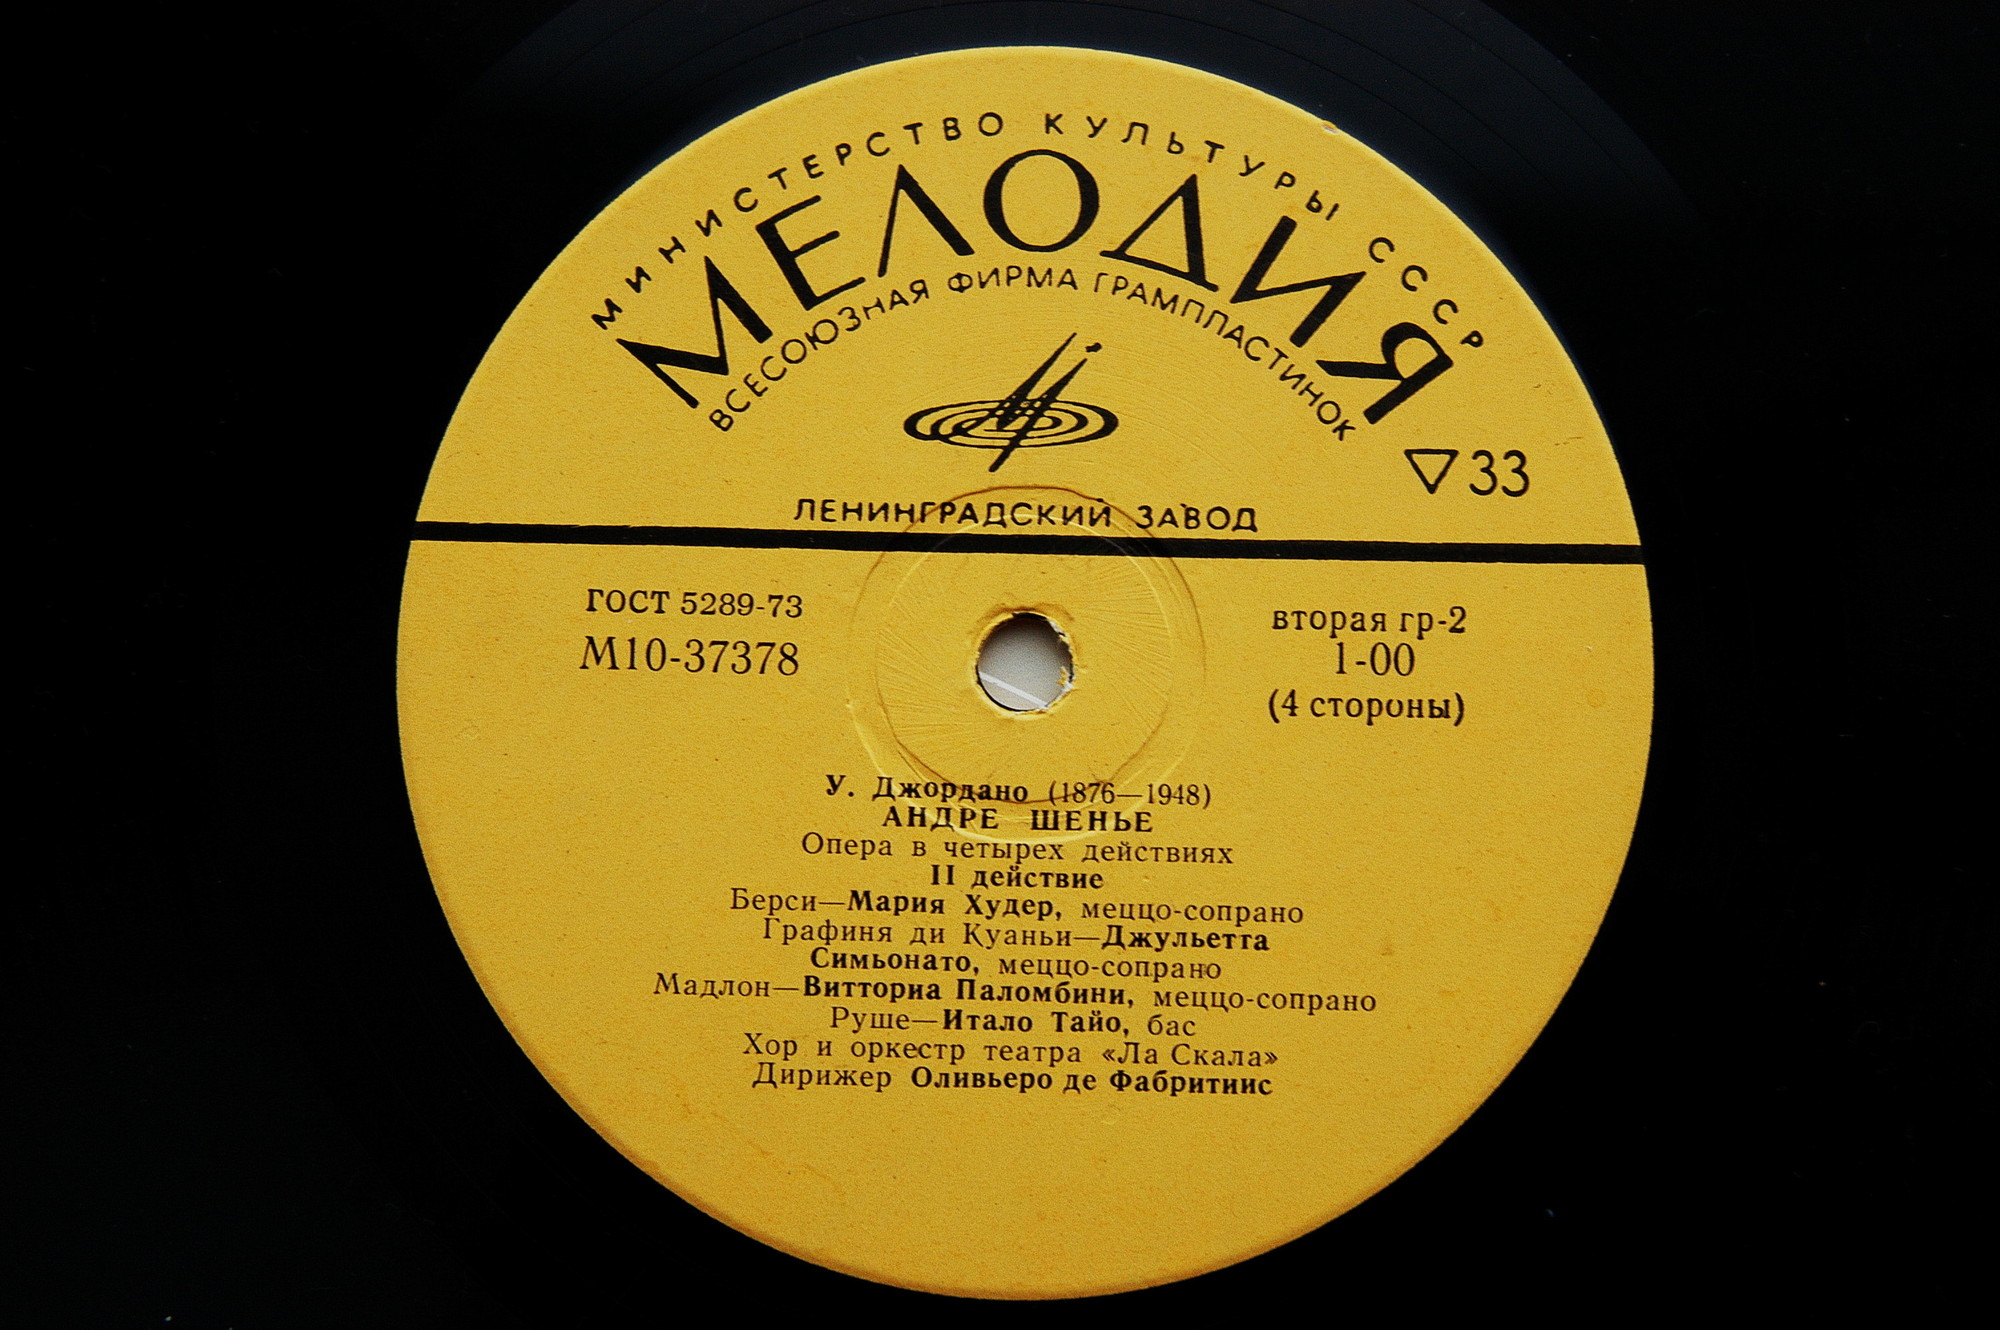 МИНИСТЕРСТВО КУЛЬТУРЫ СССР
МЕЛОДИЯ
ВСЕСОЮЗНАЯ ФИРМА ГРАМПЛАСТИНОК
33
ЛЕНИНГРАДСКИЙ ЗАВОД
ГОСТ 5289-73
М10-37378
вторая гр-2
1-00
(4 стороны)
У. Джордано (1876—1948)
АНДРЕ ШЕНЬЕ
Опера в четырех действиях
II действие
Берси—Мария Худер, меццо-сопрано
Графиня ди Куаньи—Джульетта
Симьонато, меццо-сопрано
Мадлон—Витториа Паломбини, меццо-сопрано
Руше—Итало Тайо, бас
Хор и оркестр театра «Ла Скала»
Дирижер Оливьеро де Фабритиис